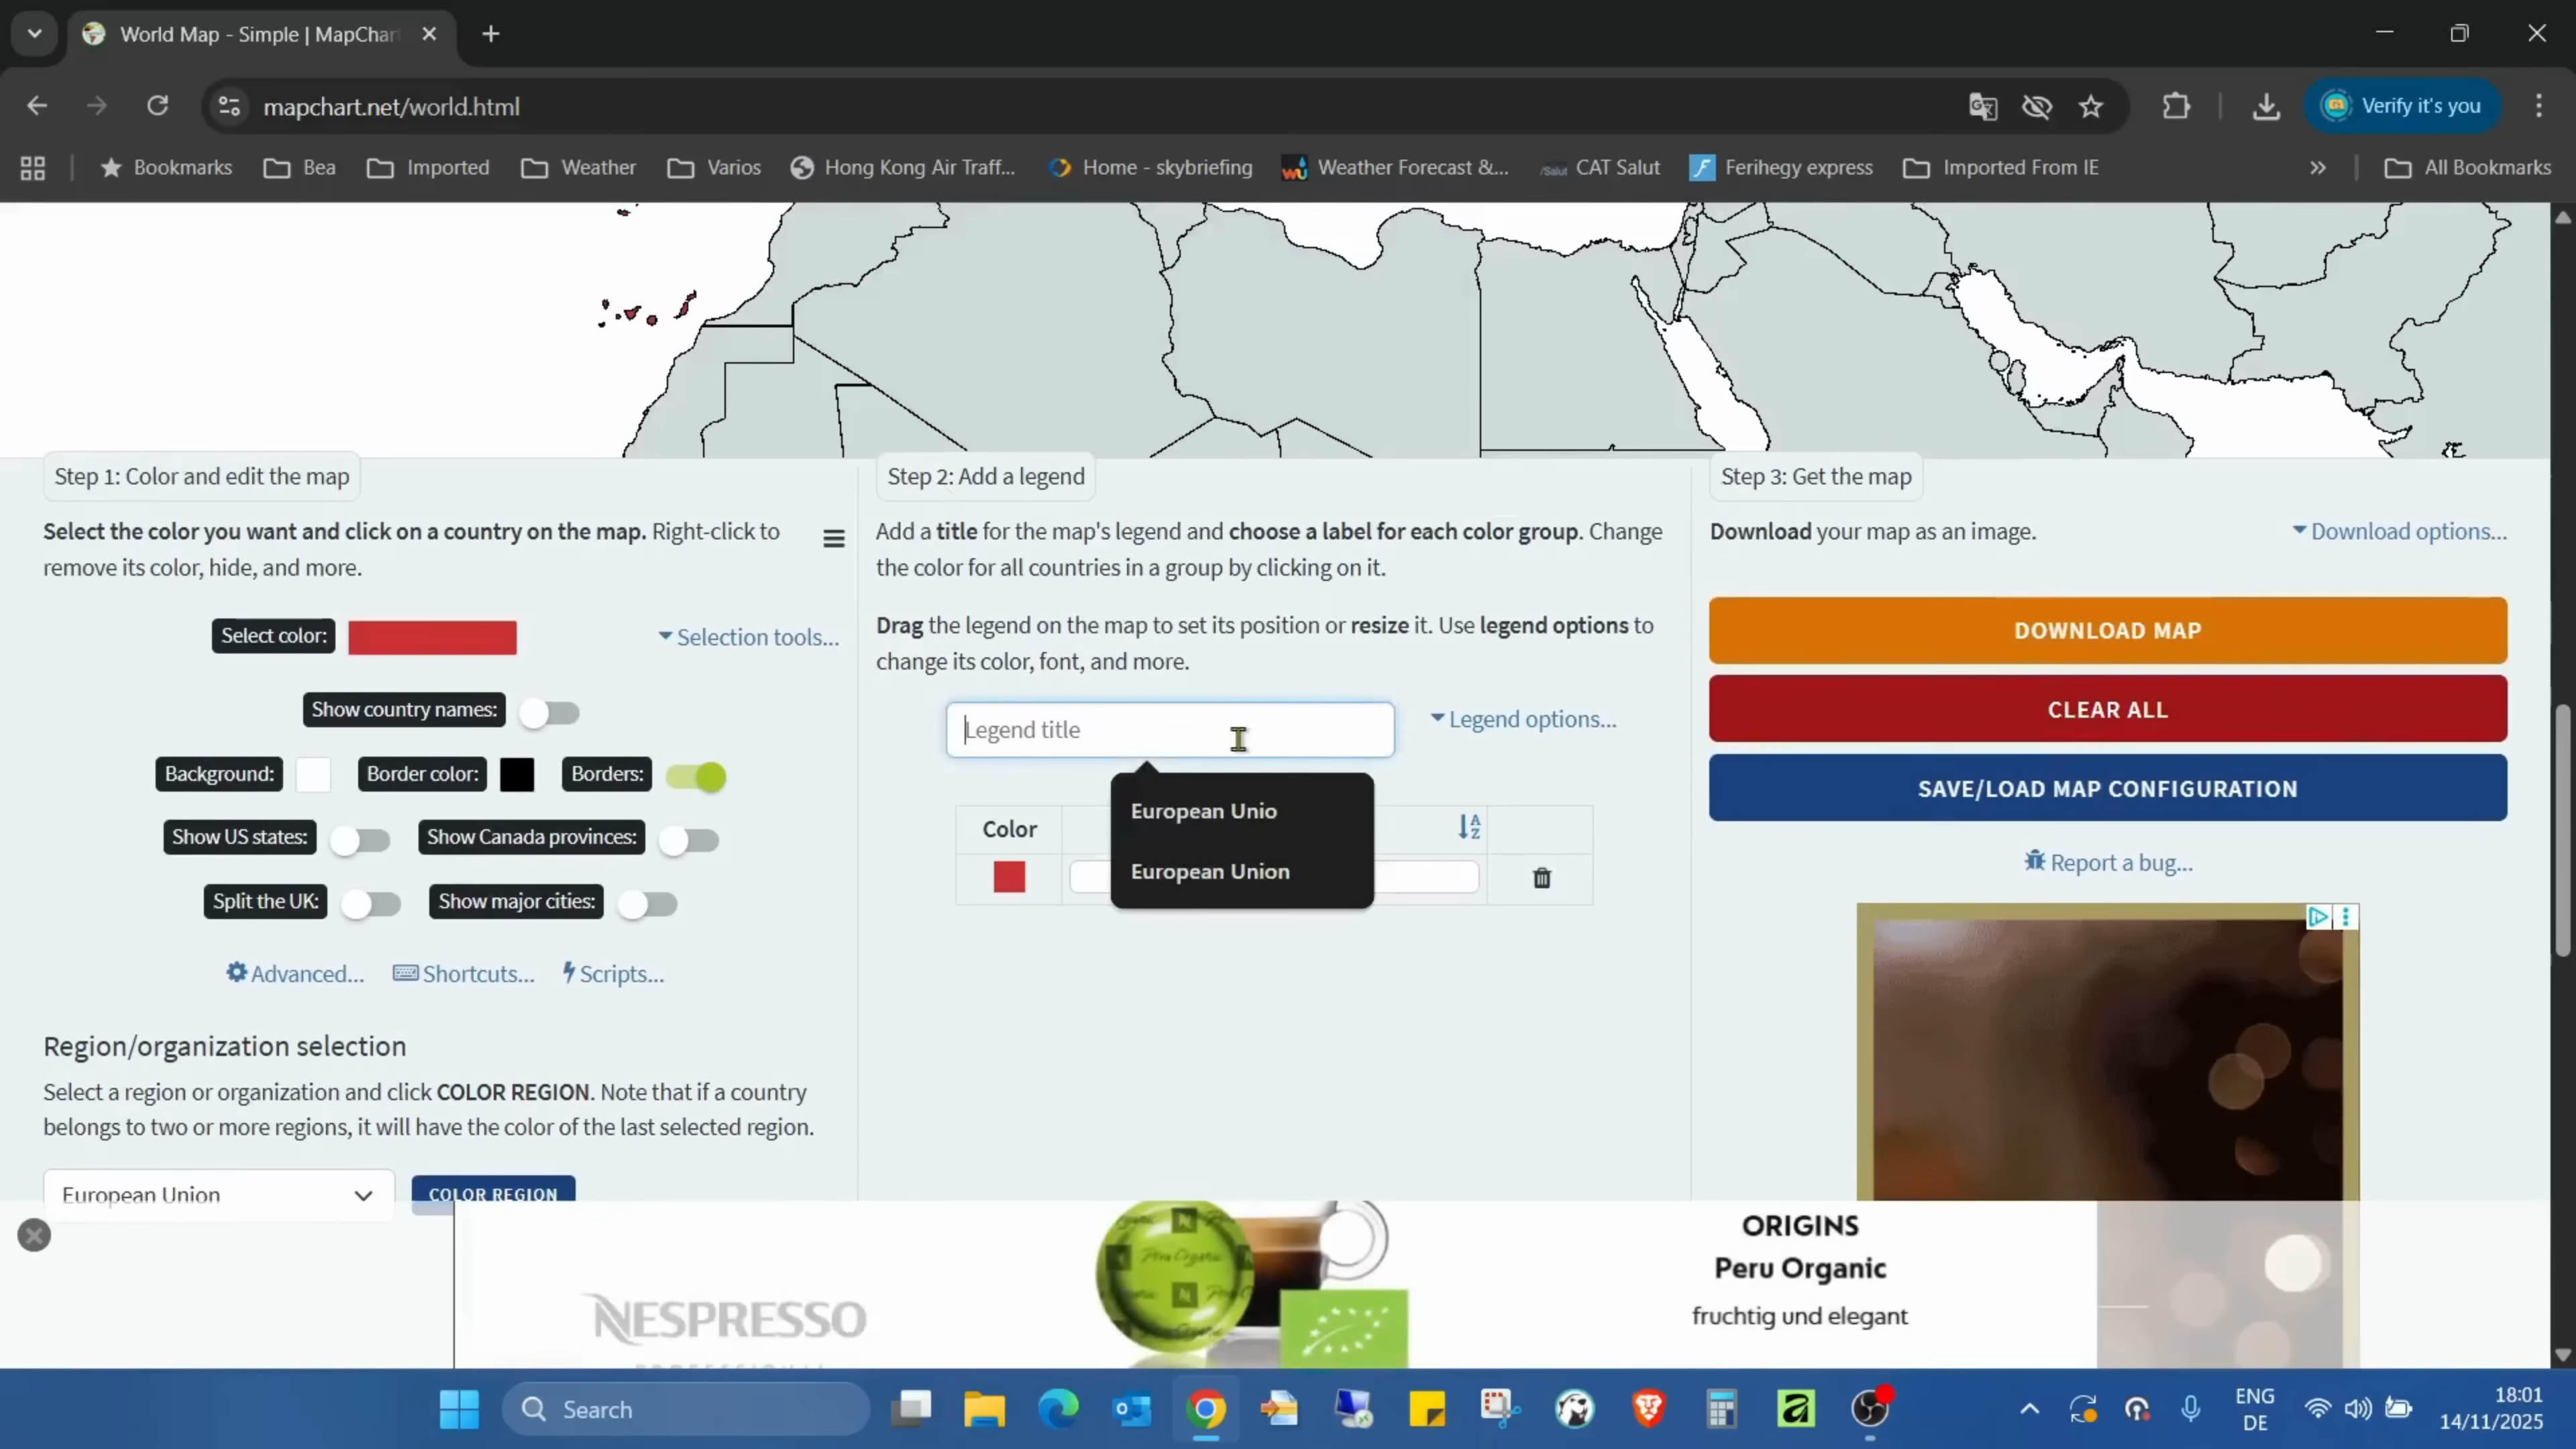 World Map - Simple | MapChar
mapchart.net/world.html
Verify it's you
Bookmarks
Bea
Imported
Weather
Varios
Hong Kong Air Traff...
Home - skybriefing
Weather Forecast &...
CAT Salut
Ferihegy express
Imported From IE
»
All Bookmarks
Step 1: Color and edit the map
Select the color you want and click on a country on the map. Right-click to
remove its color, hide, and more.
Select color:
Selection tools...
Show country names:
Background:
Border color:
Borders:
Show US states:
Show Canada provinces:
Split the UK:
Show major cities:
Advanced...
Shortcuts...
Scripts...
Region/organization selection
Select a region or organization and click COLOR REGION. Note that if a country
belongs to two or more regions, it will have the color of the last selected region.
European Union
COLOR REGION
Step 2: Add a legend
Add a title for the map's legend and choose a label for each color group. Change
the color for all countries in a group by clicking on it.
Drag the legend on the map to set its position or resize it. Use legend options to
change its color, font, and more.
Legend title
Legend options...
European Unio
European Union
Color
Step 3: Get the map
Download your map as an image.
Download options...
DOWNLOAD MAP
CLEAR ALL
SAVE/LOAD MAP CONFIGURATION
Report a bug...
NESPRESSO
Peru Organic
ORIGINS
Peru Organic
fruchtig und elegant
Search
ENG
DE
18:01
14/11/2025